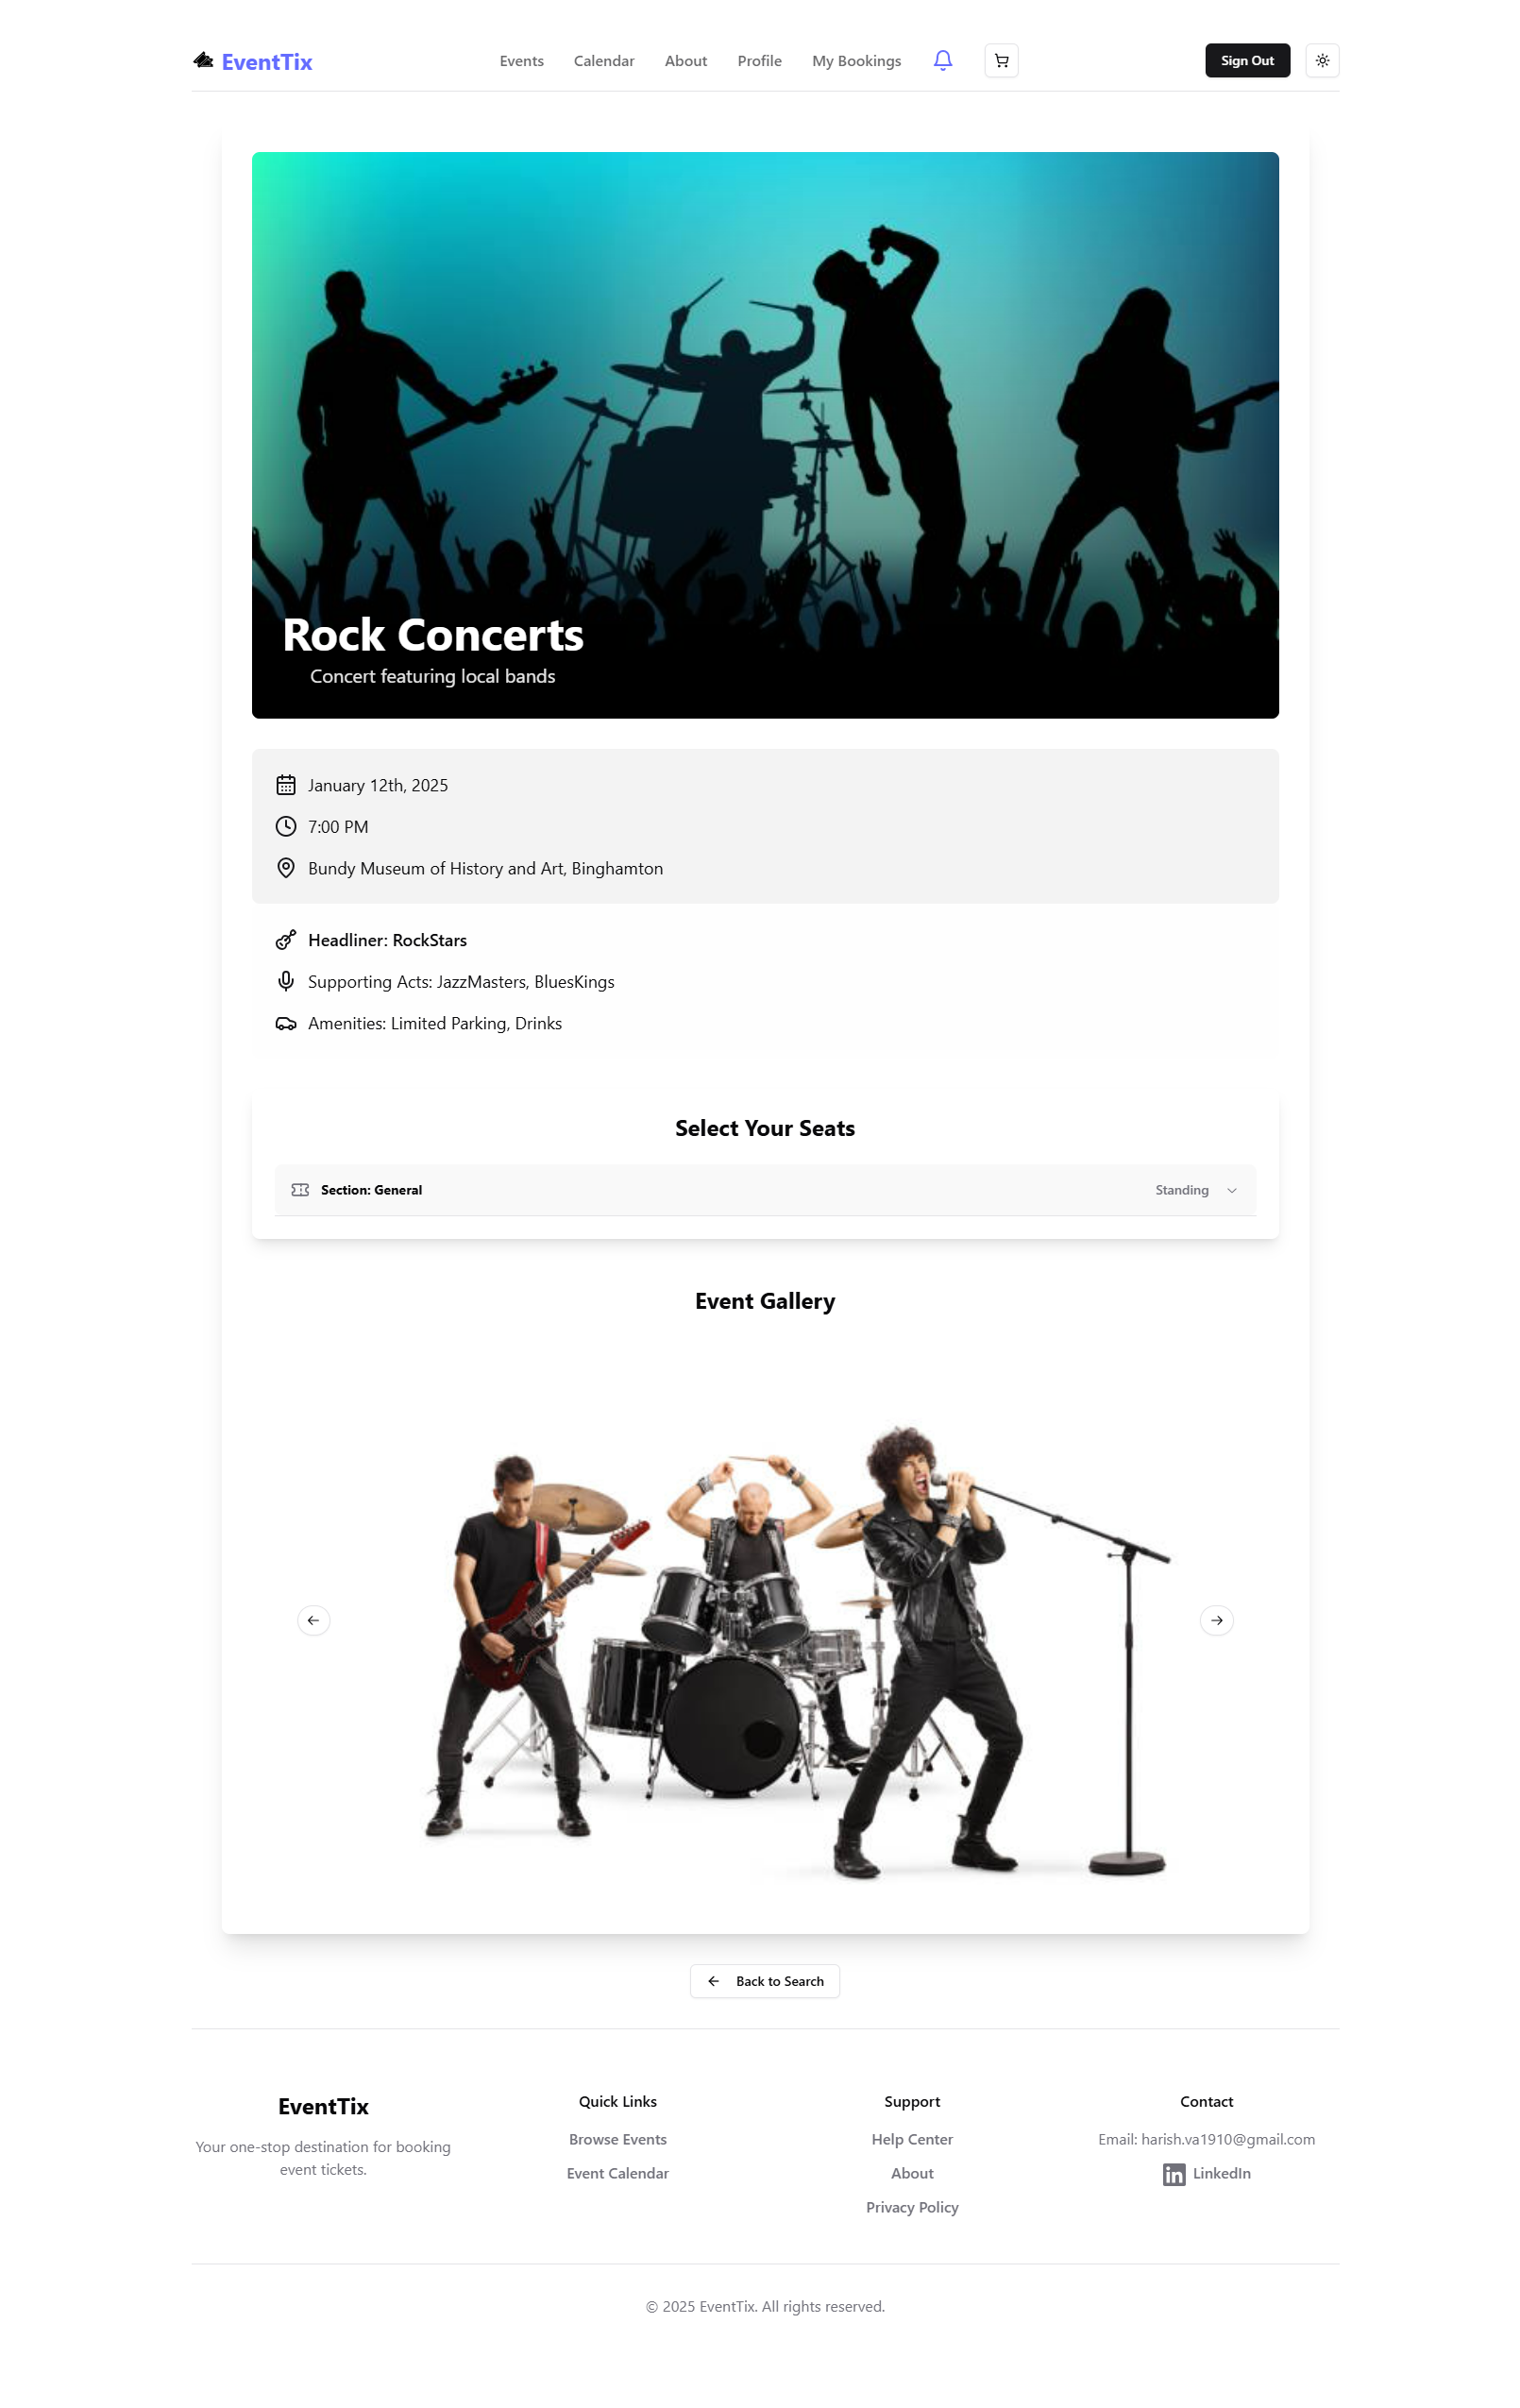 EventTix
Events
Calendar
About
Profile
My Bookings
Sign Out
Rock Concerts
Concert featuring local bands
January 12th, 2025
7:00 PM
Bundy Museum of History and Art, Binghamton
Headliner: RockStars
Supporting Acts: JazzMasters, BluesKings
Amenities: Limited Parking, Drinks
Select Your Seats
Section: General
Standing
Event Gallery
Back to Search
EventTix
Your one-stop destination for booking
event tickets.
Quick Links
Browse Events
Event Calendar
Support
Help Center
About
Privacy Policy
Contact
Email: harish.va1910@gmail.com
LinkedIn
© 2025 EventTix. All rights reserved.